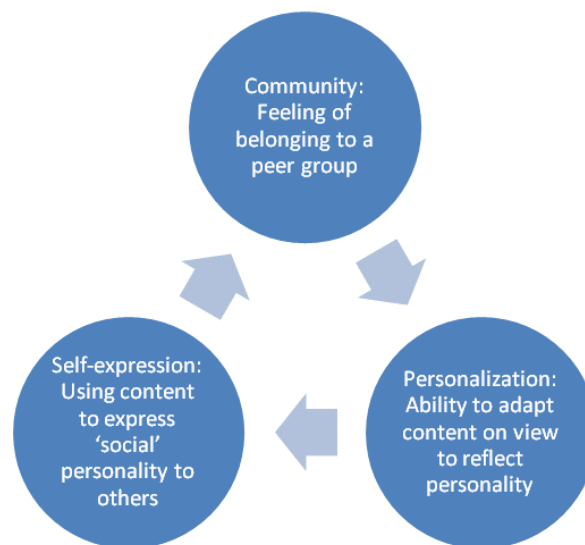 Community:
Feeling of
belonging to a
peer group
Self-expression:
Using content
to express
‘social’
personality to
others
Personalization:
Ability to adapt
content on view
to reflect
personality